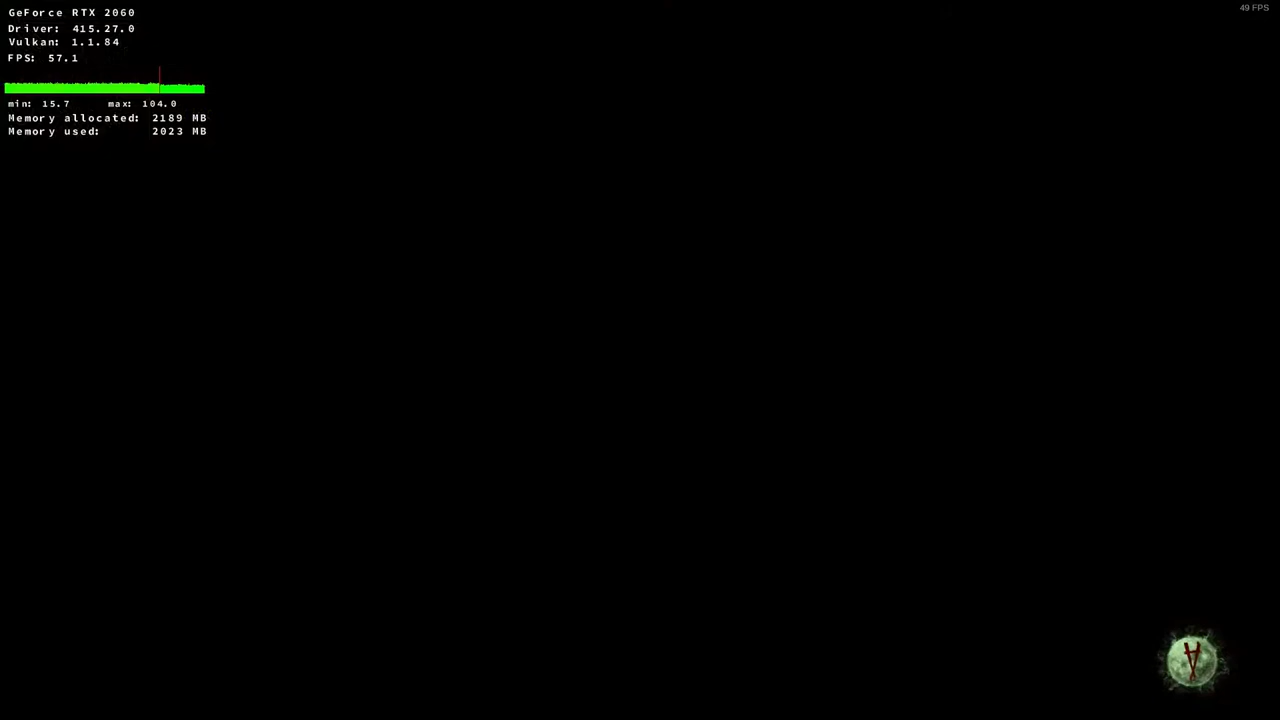 GeForce RTX 2060
49 FPS
Driver: 415.27.0
Vulkan: 1.1.84
FPS: 57.1
min: 15.7 max: 104.0
Memory allocated: 2189 MB
Memory used: 2023 MB